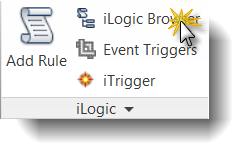 iLogic Browser
Add Rule
Event Triggers
iTrigger
iLogic